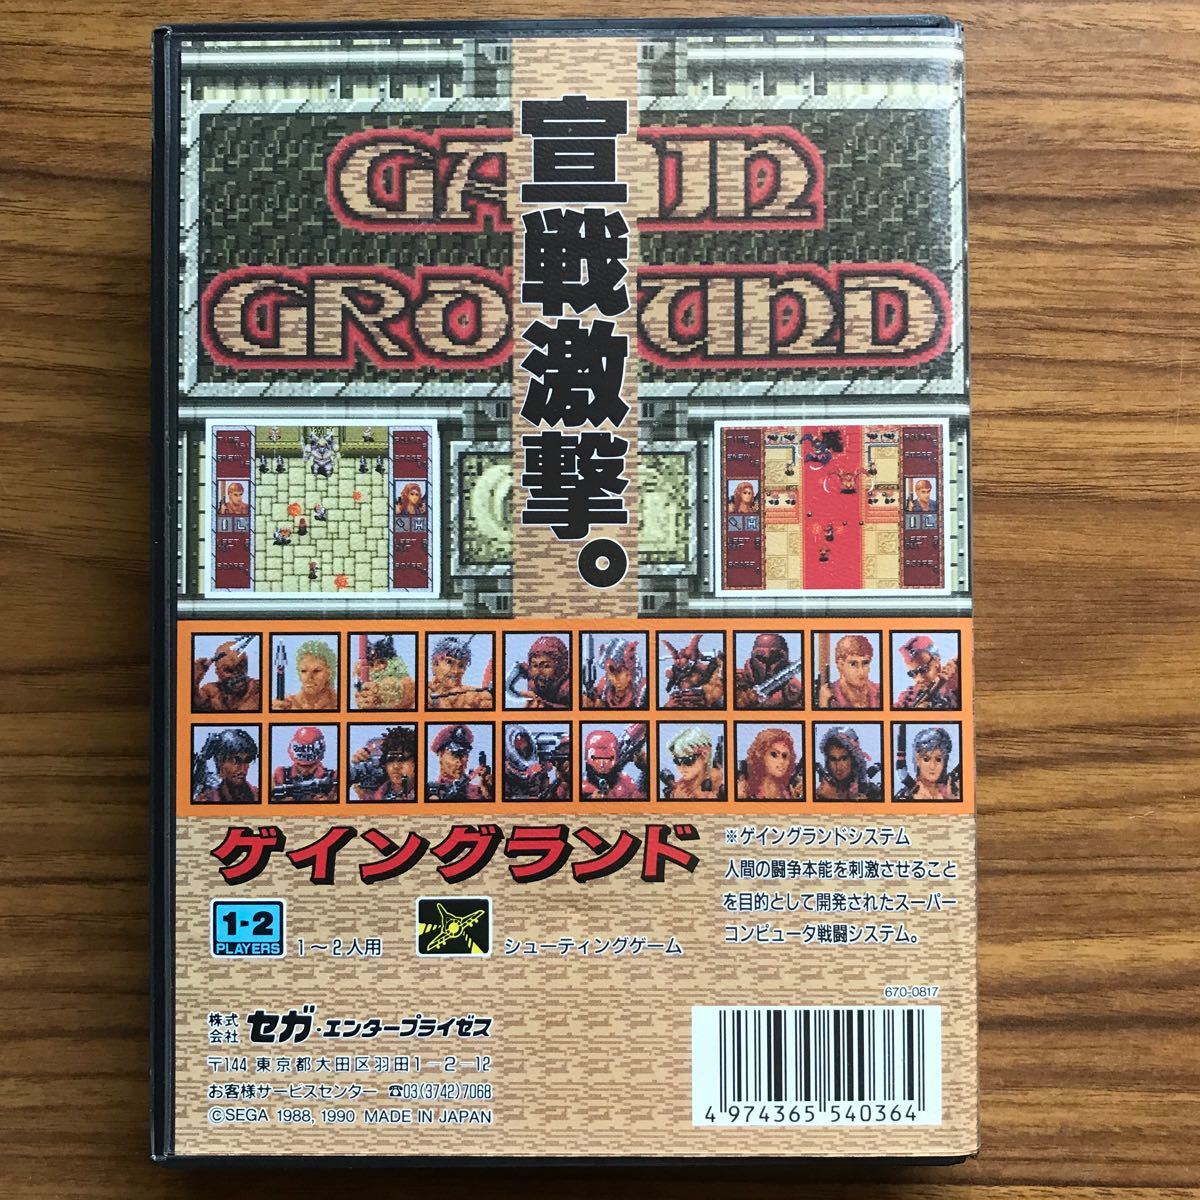 GAIN
GROUND
宣戦激撃。
ゲイングランド
1-2
PLAYERS
1〜2人用
シューティングゲーム
※ゲイングランドシステム
人間の闘争本能を刺激させること
を目的として開発されたスーパー
コンピュータ戦闘システム。
670-0817
株式会社 セガ・エンタープライゼス
〒144 東京都大田区羽田1-2-12
お客様サービスセンター ☎03(3742)7068
©SEGA 1988, 1990 MADE IN JAPAN
4 974365 540364